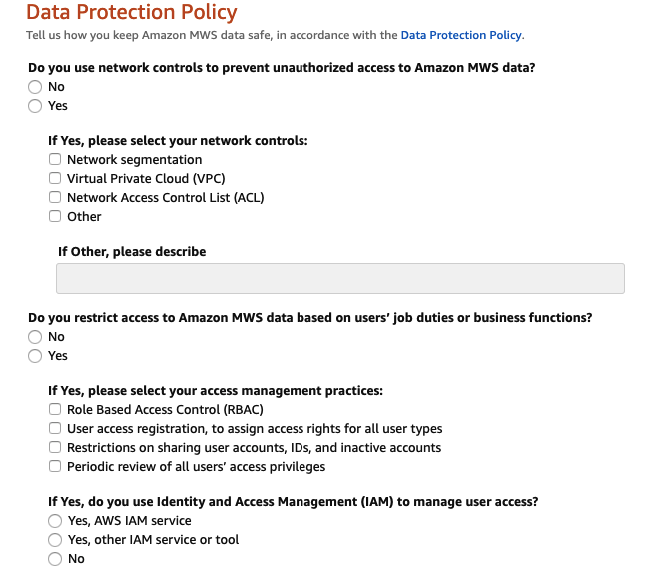 Data Protection Policy
Tell us how you keep Amazon MWS data safe, in accordance with the Data Protection Policy.
Do you use network controls to prevent unauthorized access to Amazon MWS data?
No
Yes
If Yes, please select your network controls:
Network segmentation
Virtual Private Cloud (VPC)
Network Access Control List (ACL)
Other
If Other, please describe
Do you restrict access to Amazon MWS data based on users' job duties or business functions?
No
Yes
If Yes, please select your access management practices:
Role Based Access Control (RBAC)
User access registration, to assign access rights for all user types
Restrictions on sharing user accounts, IDs, and inactive accounts
Periodic review of all users' access privileges
If Yes, do you use Identity and Access Management (IAM) to manage user access?
Yes, AWS IAM service
Yes, other IAM service or tool
No